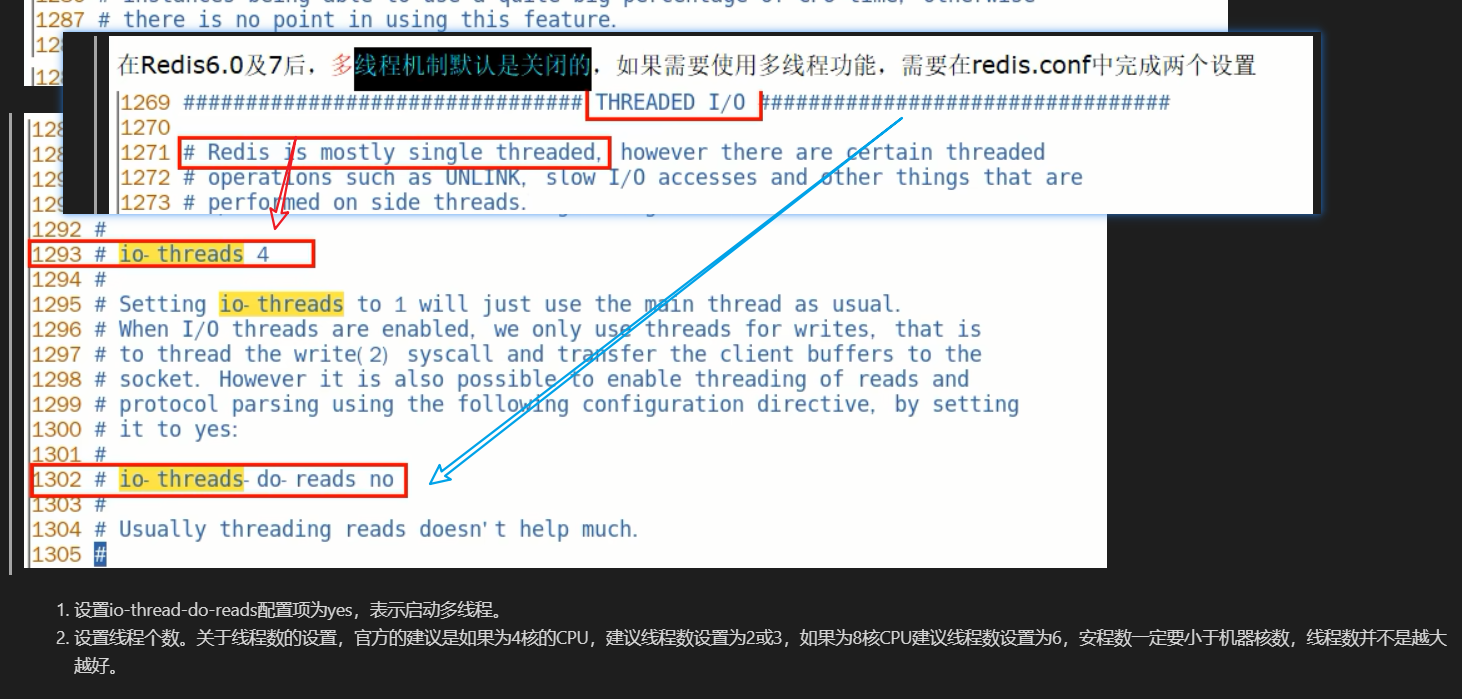 1287 # there is no point in using this feature.
在Redis6.0及7后，多线程机制默认是关闭的，如果需要使用多线程功能，需要在redis.conf中完成两个设置
1269 ################################ THREADED I/O #################################
1270
1271 # Redis is mostly single threaded, however there are certain threaded
1272 # operations such as UNLINK, slow I/O accesses and other things that are
1273 # performed on side threads.
1292 #
1293 # io-threads 4
1294 #
1295 # Setting io-threads to 1 will just use the main thread as usual.
1296 # When I/O threads are enabled, we only use threads for writes, that is
1297 # to thread the write(2) syscall and transfer the client buffers to the
1298 # socket. However it is also possible to enable threading of reads and
1299 # protocol parsing using the following configuration directive, by setting
1300 # it to yes:
1301 #
1302 # io-threads-do-reads no
1303 #
1304 # Usually threading reads doesn't help much.
1305 #
1. 设置io-thread-do-reads配置项为yes，表示启动多线程。
2. 设置线程个数。关于线程数的设置，官方的建议是如果为4核的CPU，建议线程数设置为2或3，如果为8核CPU建议线程数设置为6，安程数一定要小于机器核数，线程数并不是越大
越好。